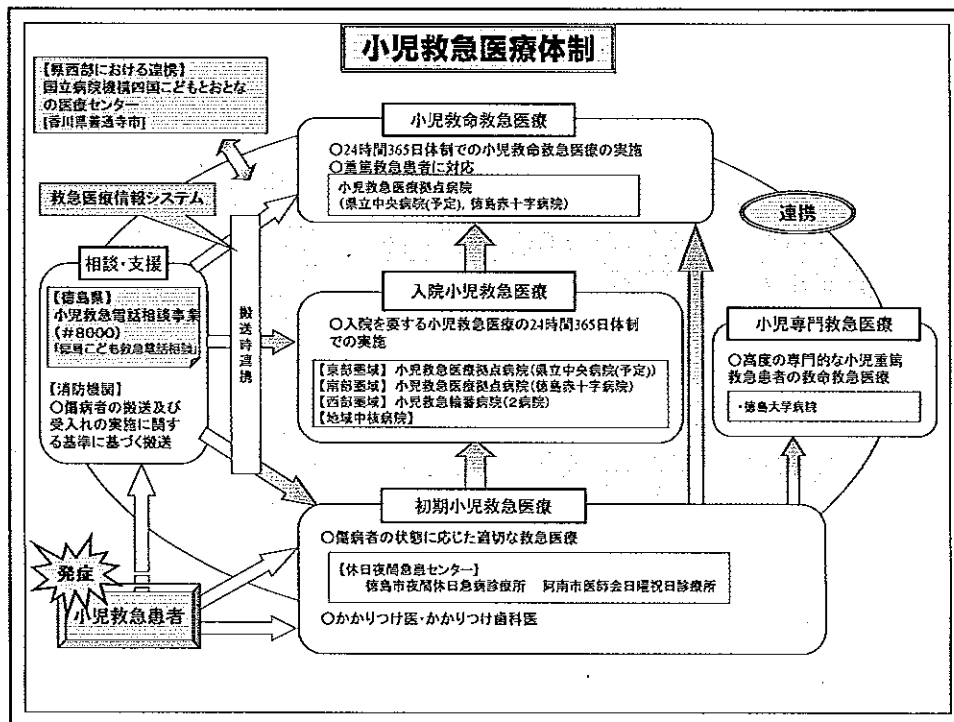 小児救急医療体制
【県西部における連携】
国立病院機構四国こどもとおとな
の医療センター
[香川県善通寺市]
救急医療情報システム
小児救命救急医療
○24時間365日体制での小児救命救急医療の実施
○重篤救急患者に対応
小児救急医療拠点病院
(県立中央病院(予定), 徳島赤十字病院)
連携
相談・支援
【徳島県】
小児救急電話相談事業
(#8000)
「徳島こども救急電話相談」
[消防機関]
○傷病者の搬送及び
受入れの実施に関す
る基準に基づく搬送
搬送時連携
入院小児救急医療
○入院を要する小児救急医療の24時間365日体制
での実施
【東部圏域】小児救急医療拠点病院(県立中央病院(予定))
【南部圏域】小児救急医療拠点病院(徳島赤十字病院)
【西部圏域】小児救急輪番病院(2病院)
【地域中核病院】
小児専門救急医療
○高度の専門的な小児重篤
救急患者の救命救急医療
・徳島大学病院
初期小児救急医療
○傷病者の状態に応じた適切な救急医療
【休日夜間急患センター】
徳島市夜間休日急病診療所 阿南市医師会日曜祝日診療所
○かかりつけ医・かかりつけ歯科医
発症
小児救急患者